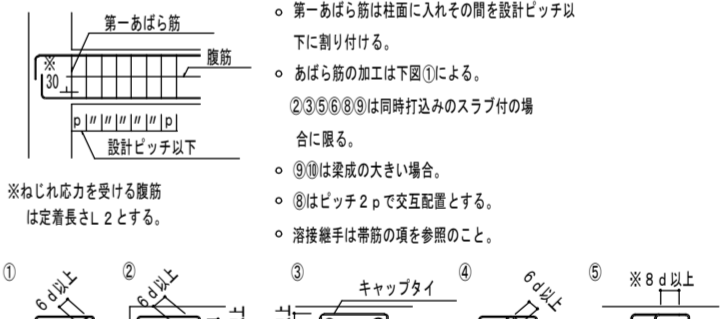 第一あばら筋
腹筋
※
30
p 〃 〃 〃 〃 〃 p
設計ピッチ以下
※ねじれ応力を受ける腹筋
は定着長さL2とする。
○ 第一あばら筋は柱面に入れその間を設計ピッチ以
下に割り付ける。
○ あばら筋の加工は下図①による。
②③⑤⑥⑧⑨は同時打込みのスラブ付の場
合に限る。
○ ⑨⑩は梁成の大きい場合。
○ ⑧はピッチ2pで交互配置とする。
○ 溶接継手は帯筋の項を参照のこと。
①
6d以上
②
6d以上
③
キャップタイ
④
6d以上
⑤
※8d以上